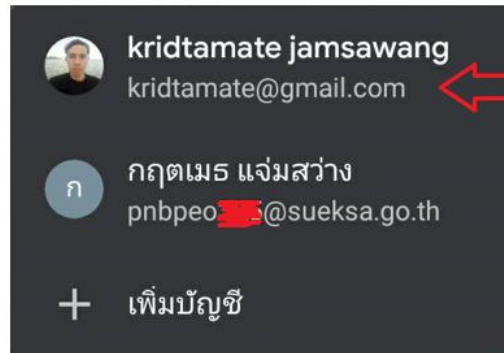 kridtamate jamsawang
kridtamate@gmail.com
ก
กฤตเมธ แจ่มสว่าง
pnbpeo @sueksa.go.th
เพิ่มบัญชี